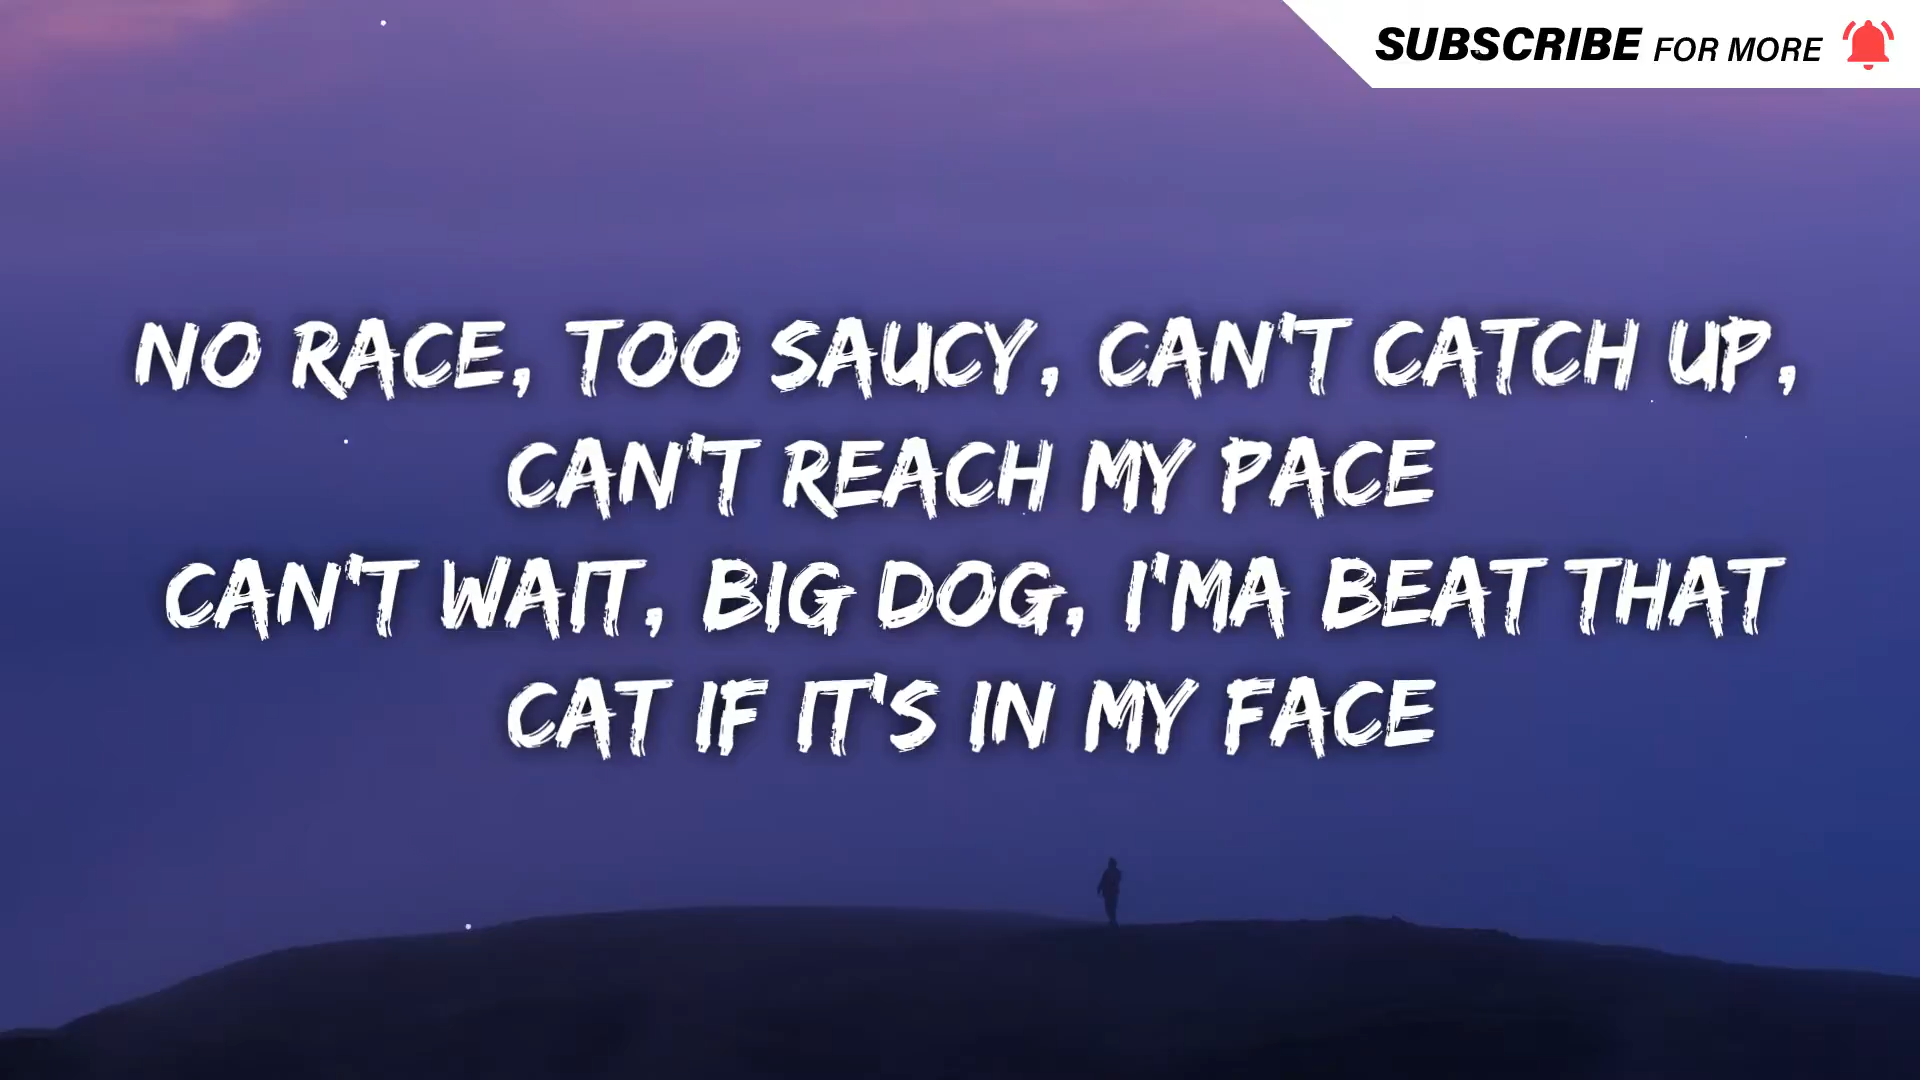 SUBSCRIBE FOR MORE
NO RACE, TOO SAUCY, CAN'T CATCH UP,
CAN'T REACH MY PACE
CAN'T WAIT, BIG DOG, I'MA BEAT THAT
CAT IF IT'S IN MY FACE